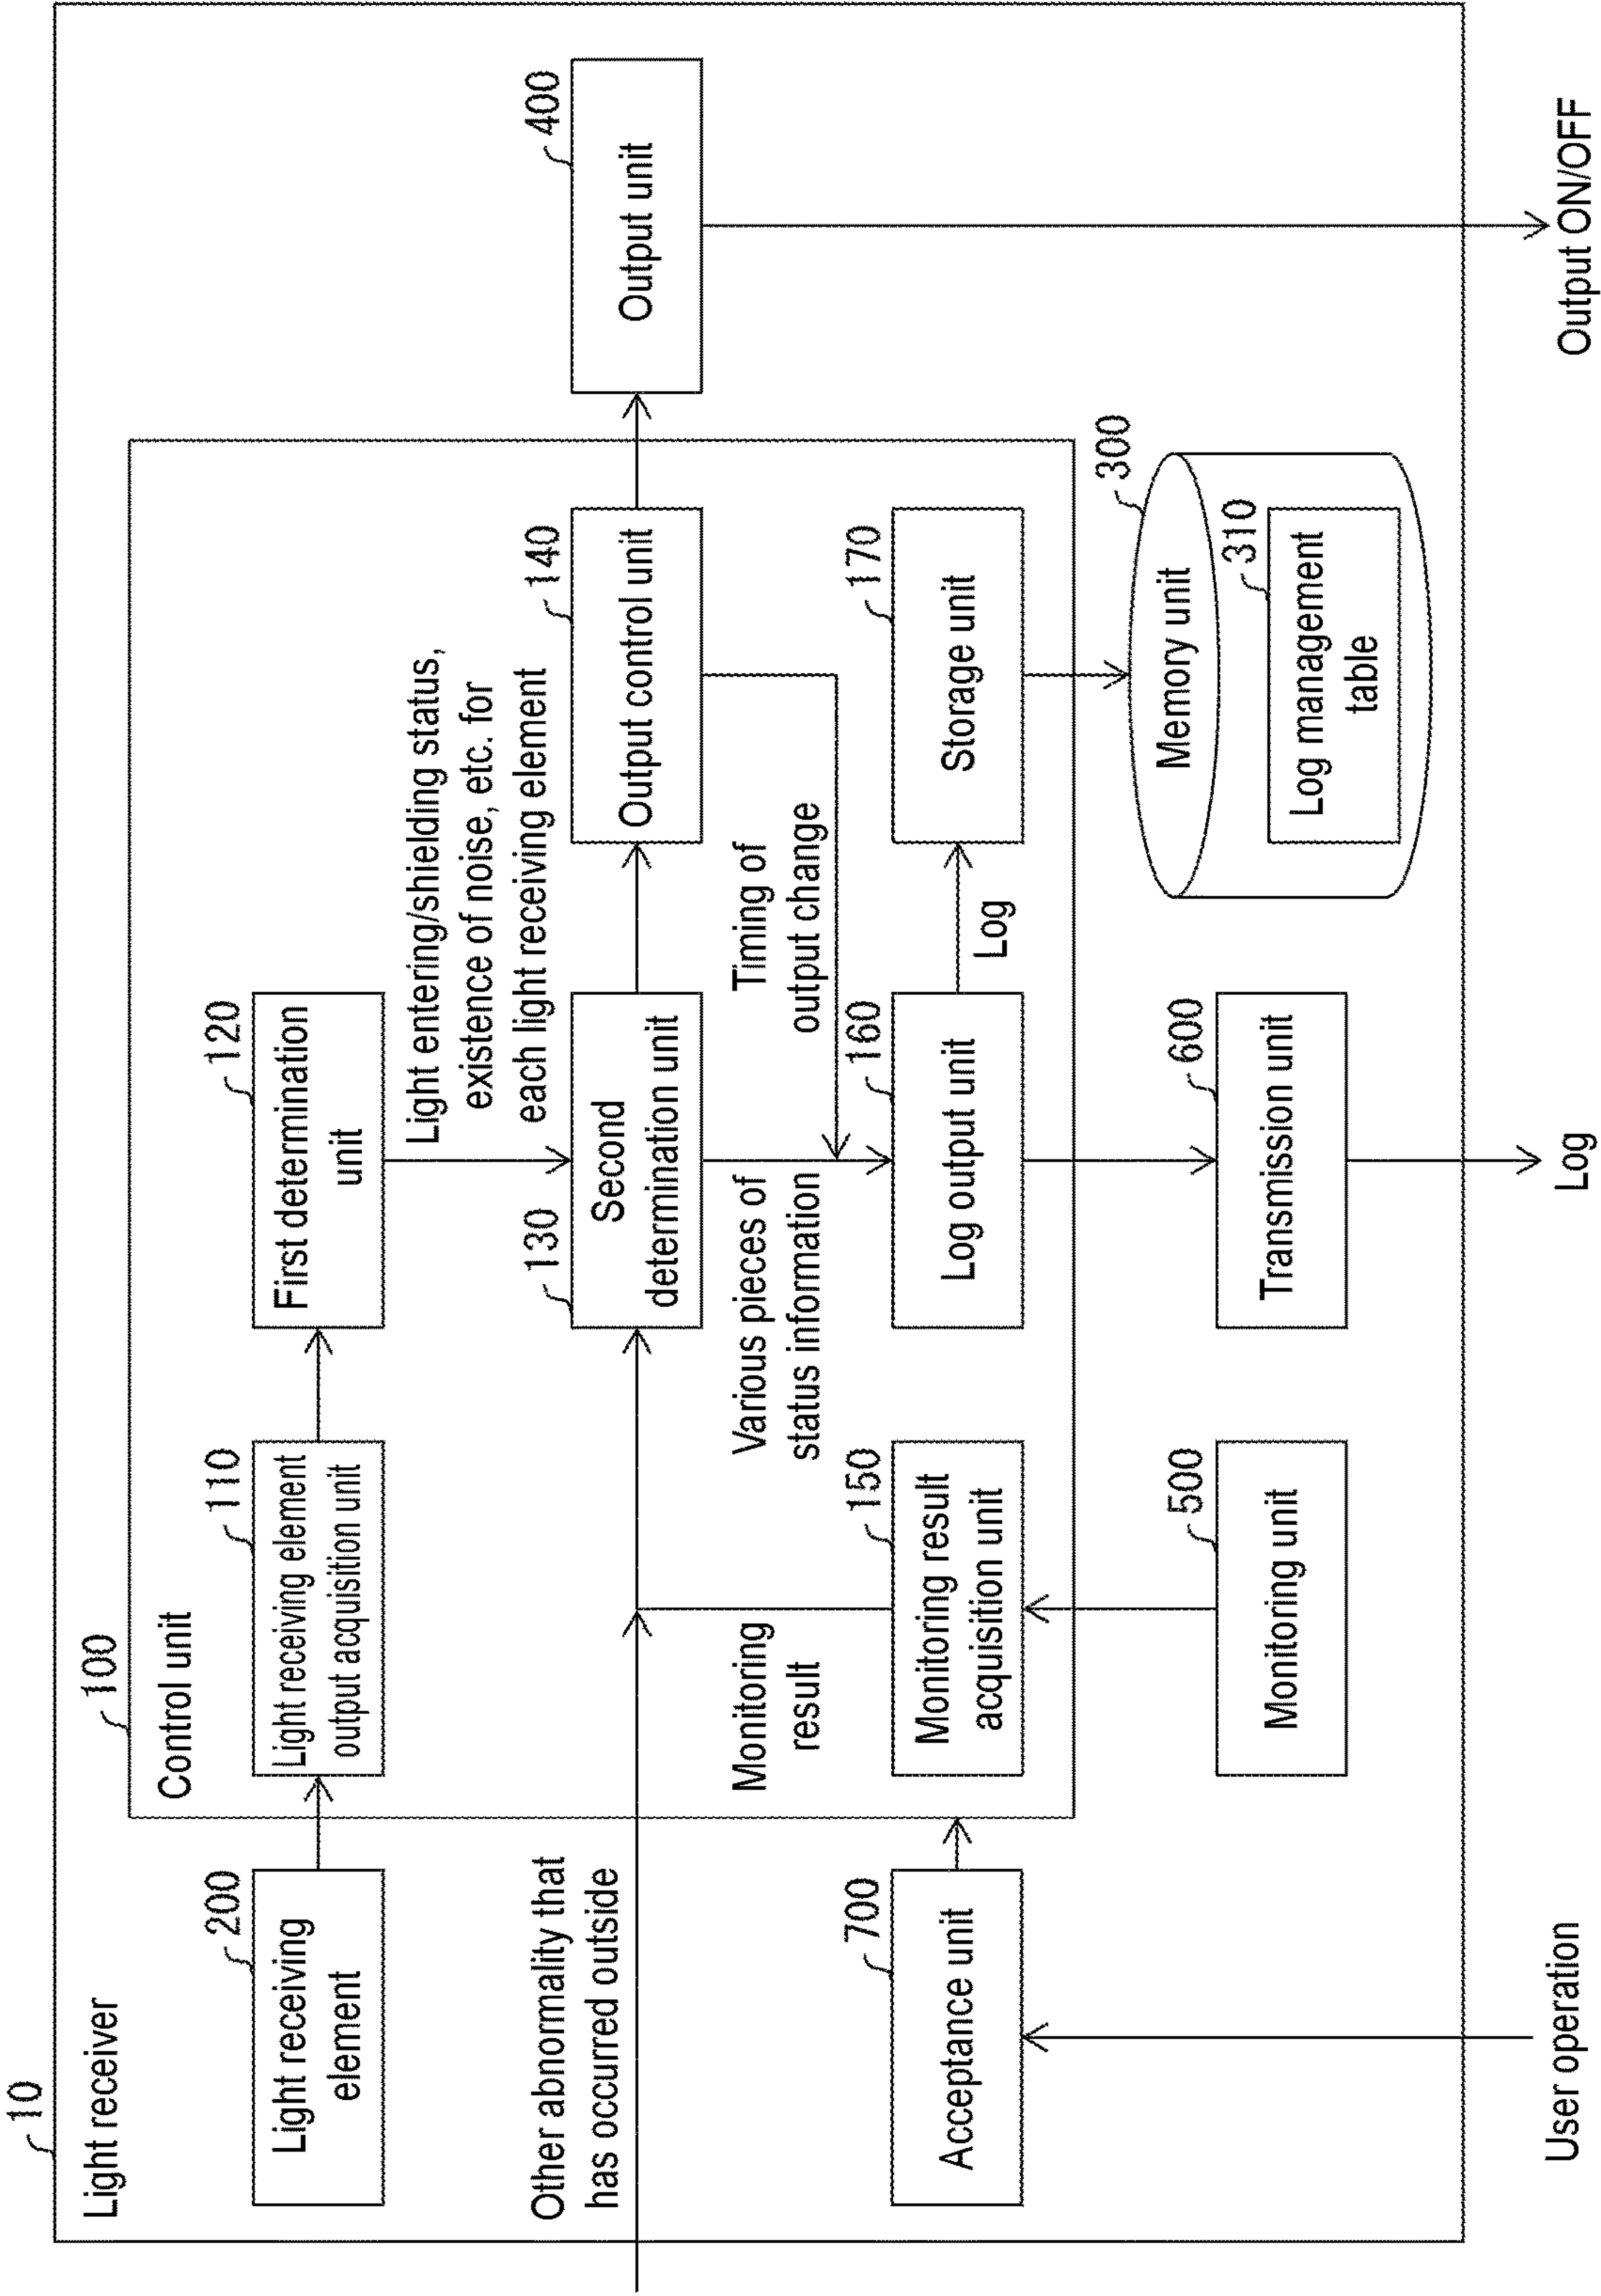 10
Light receiver
100
Control unit
200
Light receiving
element
110
Light receiving element
output acquisition unit
120
First determination
unit
Light entering/shielding status,
existence of noise, etc. for
each light receiving element
Other abnormality that
has occurred outside
130
Second
determination unit
140
Output control unit
400
Output unit
Monitoring
result
Various pieces of
status information
Timing of
output change
700
Acceptance unit
150
Monitoring result
acquisition unit
160
Log output unit
Log
170
Storage unit
500
Monitoring unit
600
Transmission unit
300
Memory unit
310
Log management
table
User operation
Log
Output ON/OFF